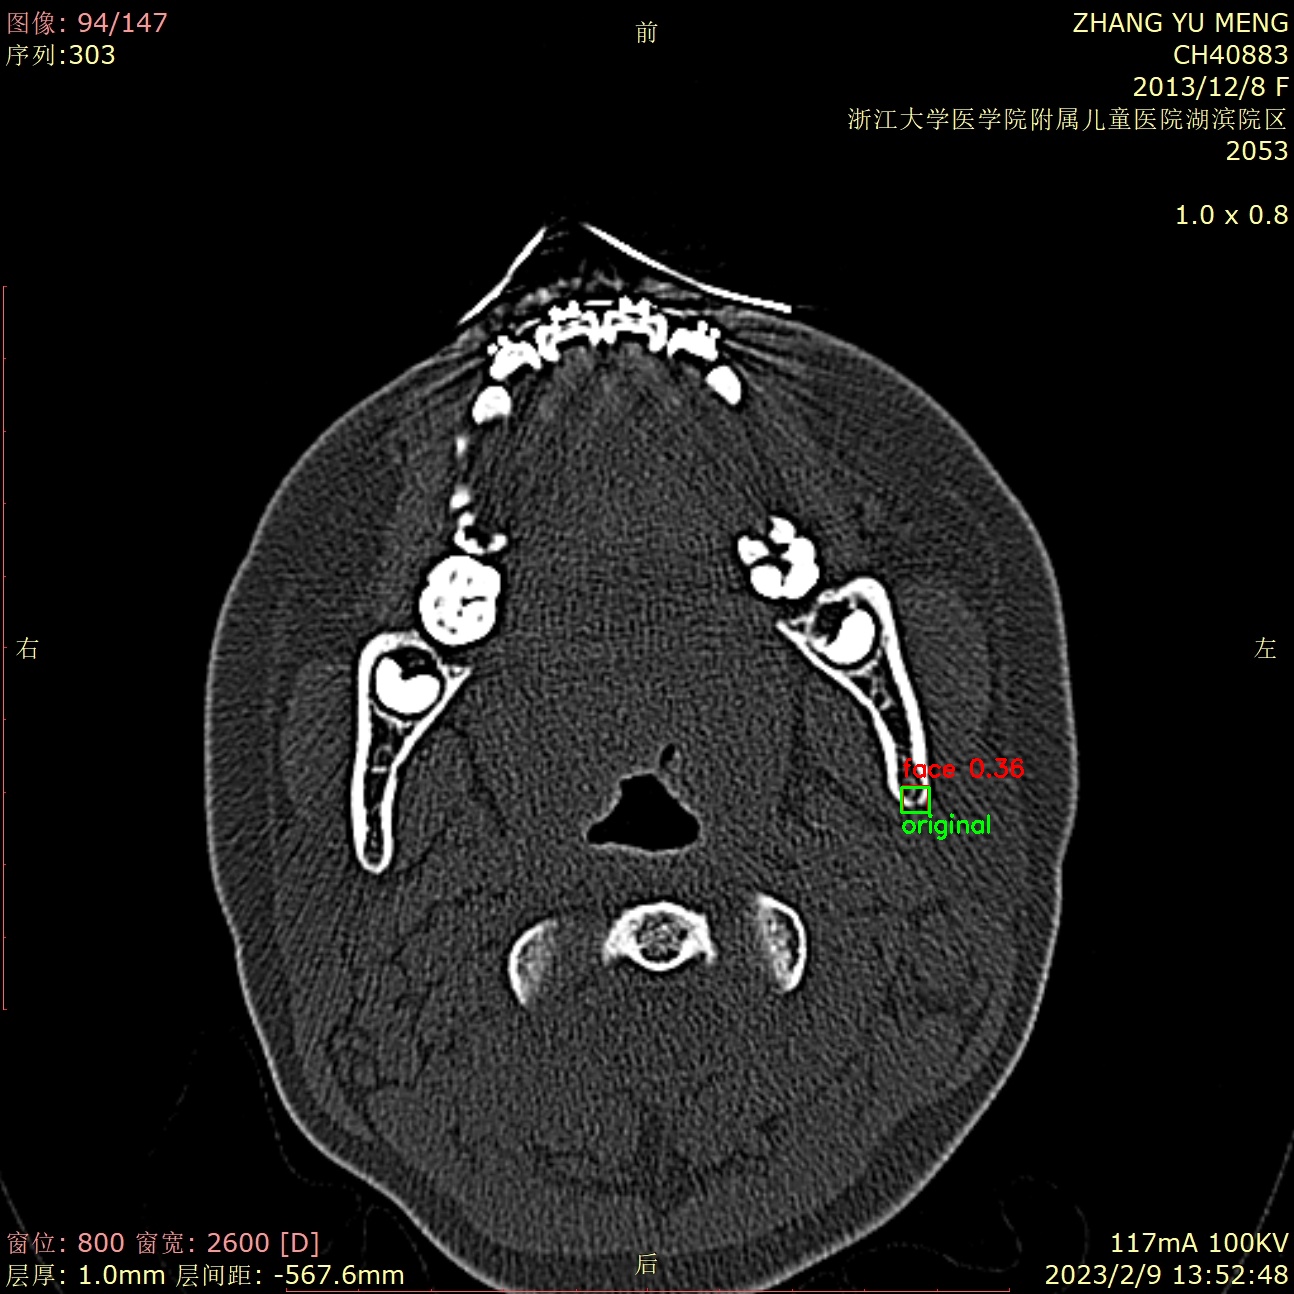 图像: 94/147
序列:303
前
ZHANG YU MENG
CH40883
2013/12/8 F
浙江大学医学院附属儿童医院湖滨院区
2053
1.0 x 0.8
右
左
face 0.36
original
窗位: 800 窗宽: 2600 [D]
层厚: 1.0mm 层间距: -567.6mm
后
117mA 100KV
2023/2/9 13:52:48